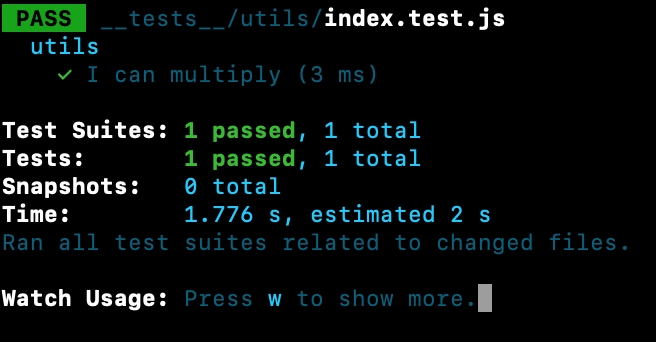 PASS __tests__/utils/index.test.js
utils
✓ I can multiply (3 ms)
Test Suites: 1 passed, 1 total
Tests: 1 passed, 1 total
Snapshots: 0 total
Time: 1.776 s, estimated 2 s
Ran all test suites related to changed files.
Watch Usage: Press w to show more.